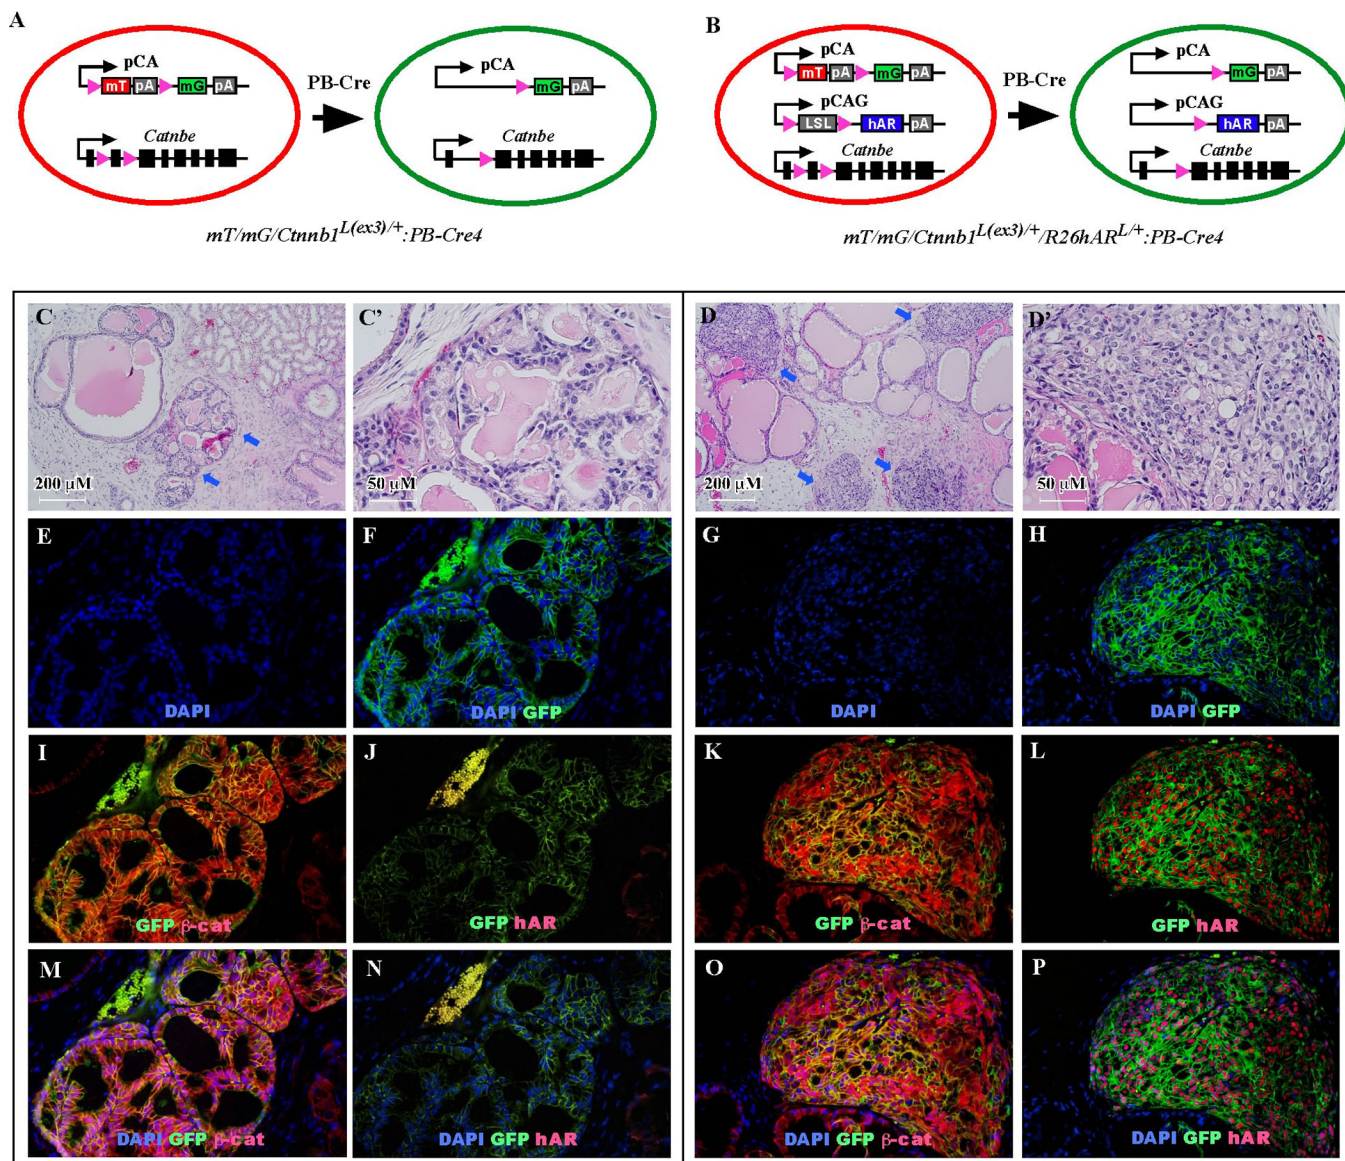 A
pCA
mT pA mG pA
Catnbe
PB-Cre
pCA
mG pA
Catnbe
mT/mG/Ctnnb1L(ex3)/+:PB-Cre4
B
pCA
mT pA mG pA
pCAG
LSL hAR pA
Catnbe
PB-Cre
pCA
mG pA
pCAG
hAR pA
Catnbe
mT/mG/Ctnnb1L(ex3)/+/R26hARL/+:PB-Cre4
C
200 µM
C'
50 µM
D
200 µM
D'
50 µM
E
DAPI
F
DAPI GFP
G
DAPI
H
DAPI GFP
I
GFP β-cat
J
GFP hAR
K
GFP β-cat
L
GFP hAR
M
DAPI GFP β-cat
N
DAPI GFP hAR
O
DAPI GFP β-cat
P
DAPI GFP hAR